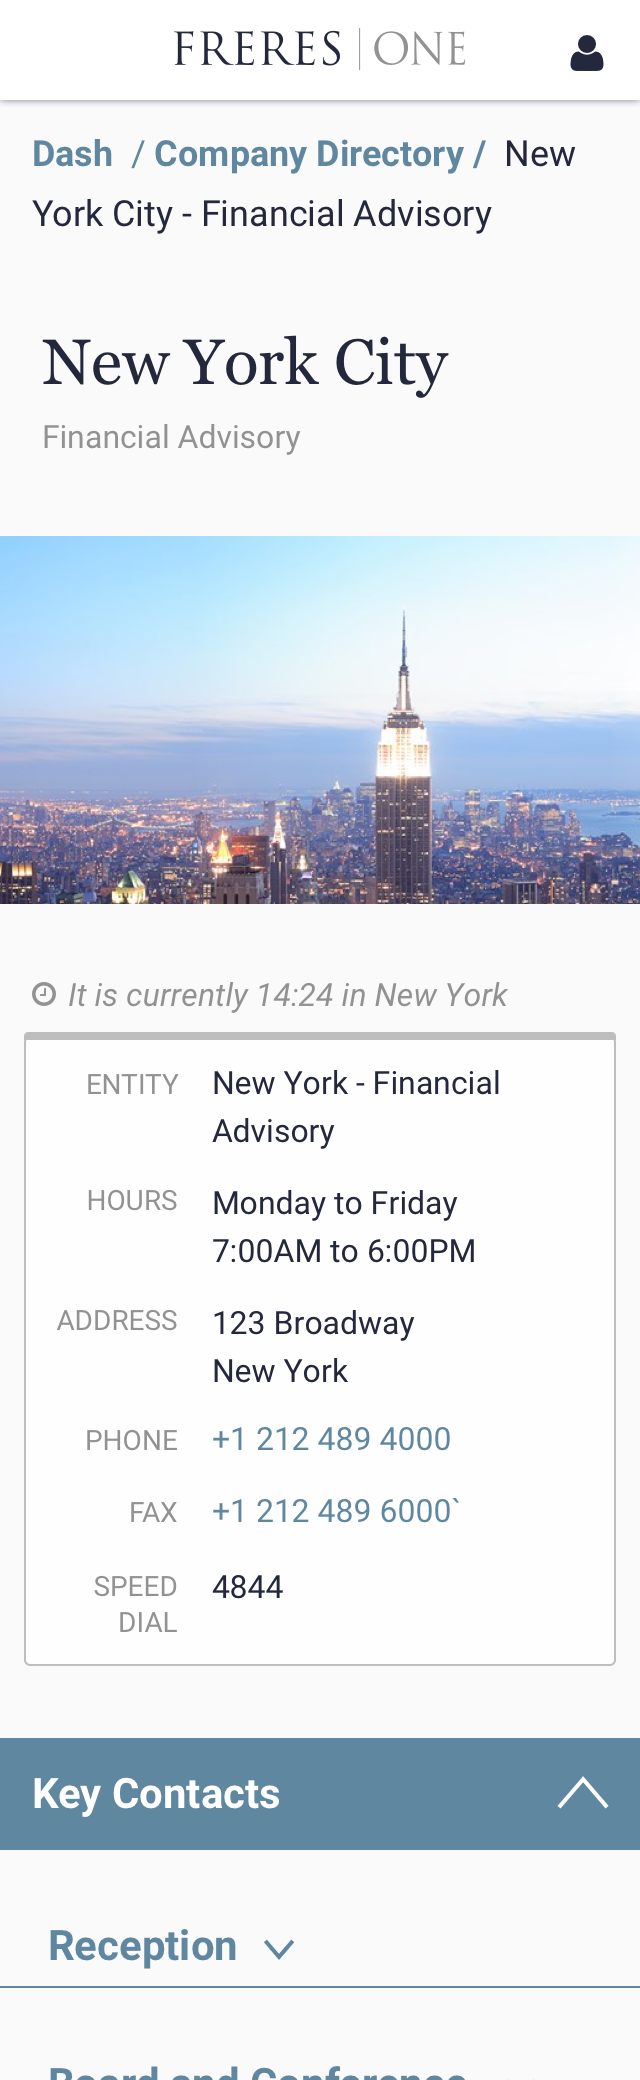 FRERES | ONE
Dash / Company Directory / New
York City - Financial Advisory
New York City
Financial Advisory
It is currently 14:24 in New York
ENTITY New York - Financial
Advisory
HOURS Monday to Friday
7:00AM to 6:00PM
ADDRESS 123 Broadway
New York
PHONE +1 212 489 4000
FAX +1 212 489 6000`
SPEED 4844
DIAL
Key Contacts
Reception
Board and Conference